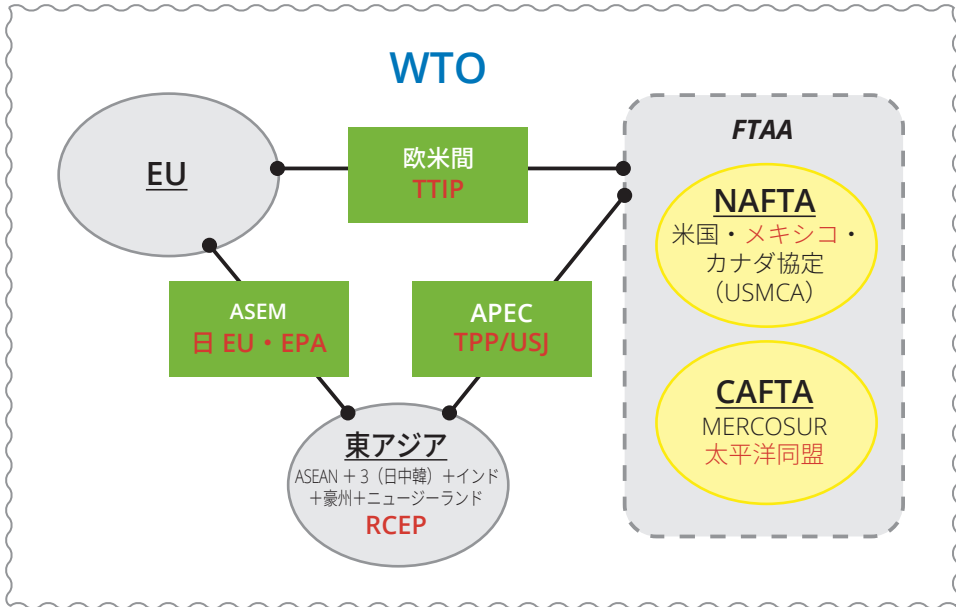 WTO
EU
欧米間
TTIP
FTAA
NAFTA
米国・メキシコ・
カナダ協定
（USMCA）
ASEM
日 EU・EPA
APEC
TPP/USJ
CAFTA
MERCOSUR
太平洋同盟
東アジア
ASEAN ＋ 3（日中韓）＋インド
＋豪州＋ニュージーランド
RCEP